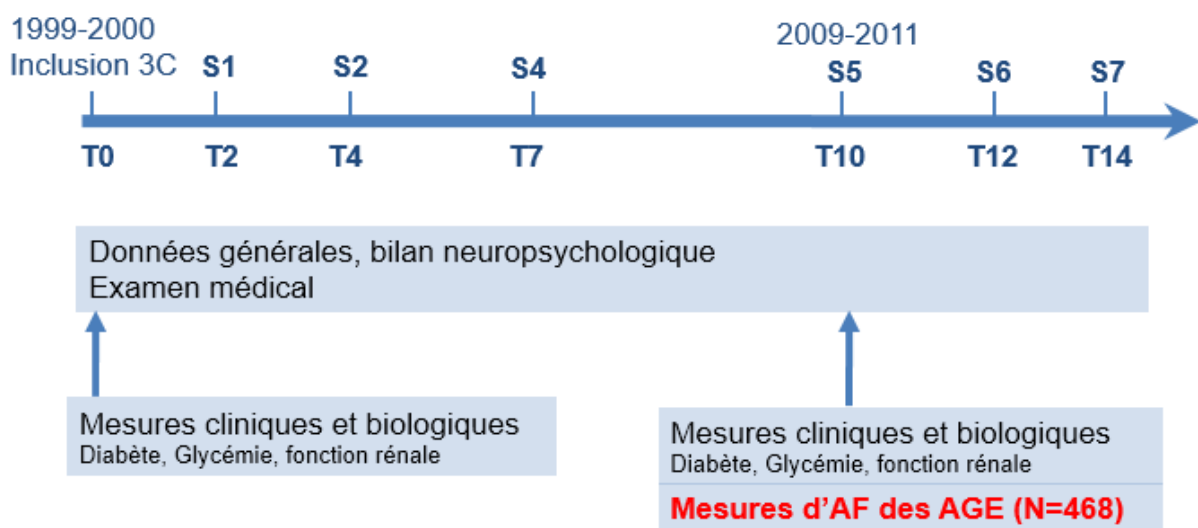 1999-2000
Inclusion 3C
2009-2011
S1 S2 S4 S5 S6 S7
T0 T2 T4 T7 T10 T12 T14
Données générales, bilan neuropsychologique
Examen médical
Mesures cliniques et biologiques
Diabète, Glycémie, fonction rénale
Mesures cliniques et biologiques
Diabète, Glycémie, fonction rénale
Mesures d'AF des AGE (N=468)